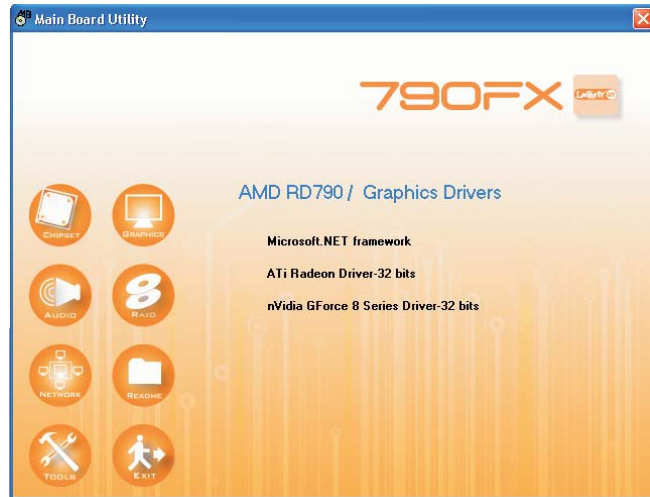 Main Board Utility
790FX
AMD RD790 / Graphics Drivers
Microsoft.NET framework
ATi Radeon Driver-32 bits
nVidia GForce 8 Series Driver-32 bits
CHIPSET
GRAPHICS
AUDIO
RAID
NETWORK
README
TOOLS
EXIT